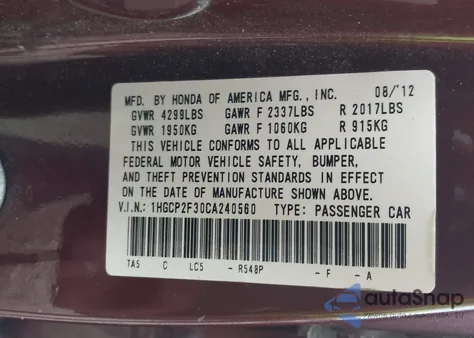 MFD. BY HONDA OF AMERICA MFG., INC. 08/'12
GVWR 4299LBS GAWR F 2337LBS R 2017LBS
GVWR 1950KG GAWR F 1060KG R 915KG
THIS VEHICLE CONFORMS TO ALL APPLICABLE
FEDERAL MOTOR VEHICLE SAFETY, BUMPER,
AND THEFT PREVENTION STANDARDS IN EFFECT
ON THE DATE OF MANUFACTURE SHOWN ABOVE.
V.I.N.: 1HGCP2F30CA240560 TYPE: PASSENGER CAR
TA5 C LC5 - R548P - F - A
autoSnap